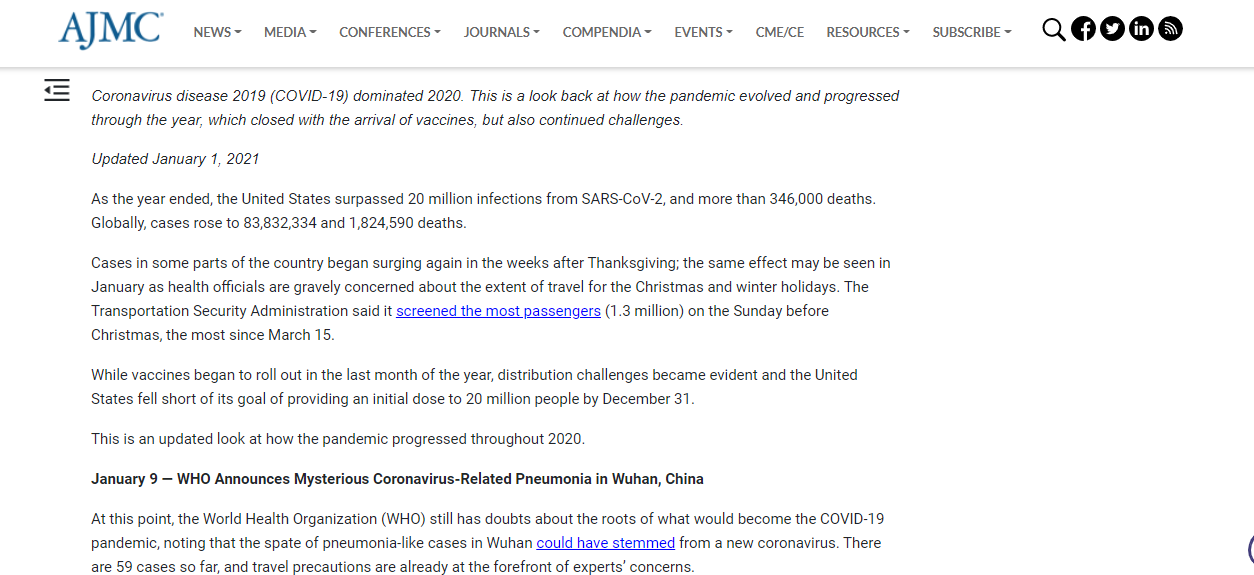 AJMC®
NEWS MEDIA CONFERENCES JOURNALS COMPENDIA EVENTS CME/CE RESOURCES SUBSCRIBE
Coronavirus disease 2019 (COVID-19) dominated 2020. This is a look back at how the pandemic evolved and progressed
through the year, which closed with the arrival of vaccines, but also continued challenges.
Updated January 1, 2021
As the year ended, the United States surpassed 20 million infections from SARS-CoV-2, and more than 346,000 deaths.
Globally, cases rose to 83,832,334 and 1,824,590 deaths.
Cases in some parts of the country began surging again in the weeks after Thanksgiving; the same effect may be seen in
January as health officials are gravely concerned about the extent of travel for the Christmas and winter holidays. The
Transportation Security Administration said it screened the most passengers (1.3 million) on the Sunday before
Christmas, the most since March 15.
While vaccines began to roll out in the last month of the year, distribution challenges became evident and the United
States fell short of its goal of providing an initial dose to 20 million people by December 31.
This is an updated look at how the pandemic progressed throughout 2020.
January 9 — WHO Announces Mysterious Coronavirus-Related Pneumonia in Wuhan, China
At this point, the World Health Organization (WHO) still has doubts about the roots of what would become the COVID-19
pandemic, noting that the spate of pneumonia-like cases in Wuhan could have stemmed from a new coronavirus. There
are 59 cases so far, and travel precautions are already at the forefront of experts’ concerns.